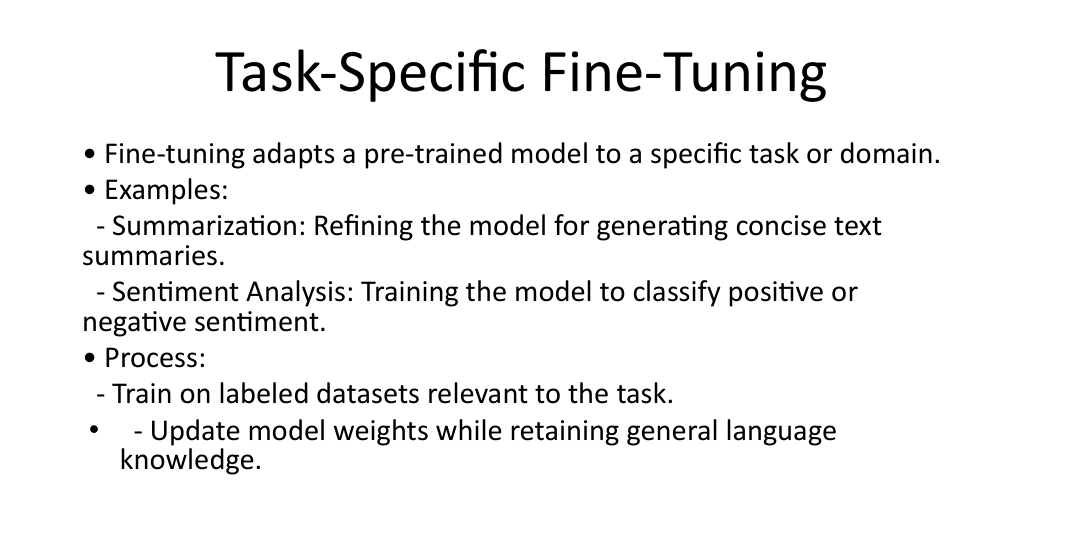 Task-Specific Fine-Tuning
• Fine-tuning adapts a pre-trained model to a specific task or domain.
• Examples:
- Summarization: Refining the model for generating concise text
summaries.
- Sentiment Analysis: Training the model to classify positive or
negative sentiment.
• Process:
- Train on labeled datasets relevant to the task.
• - Update model weights while retaining general language
knowledge.